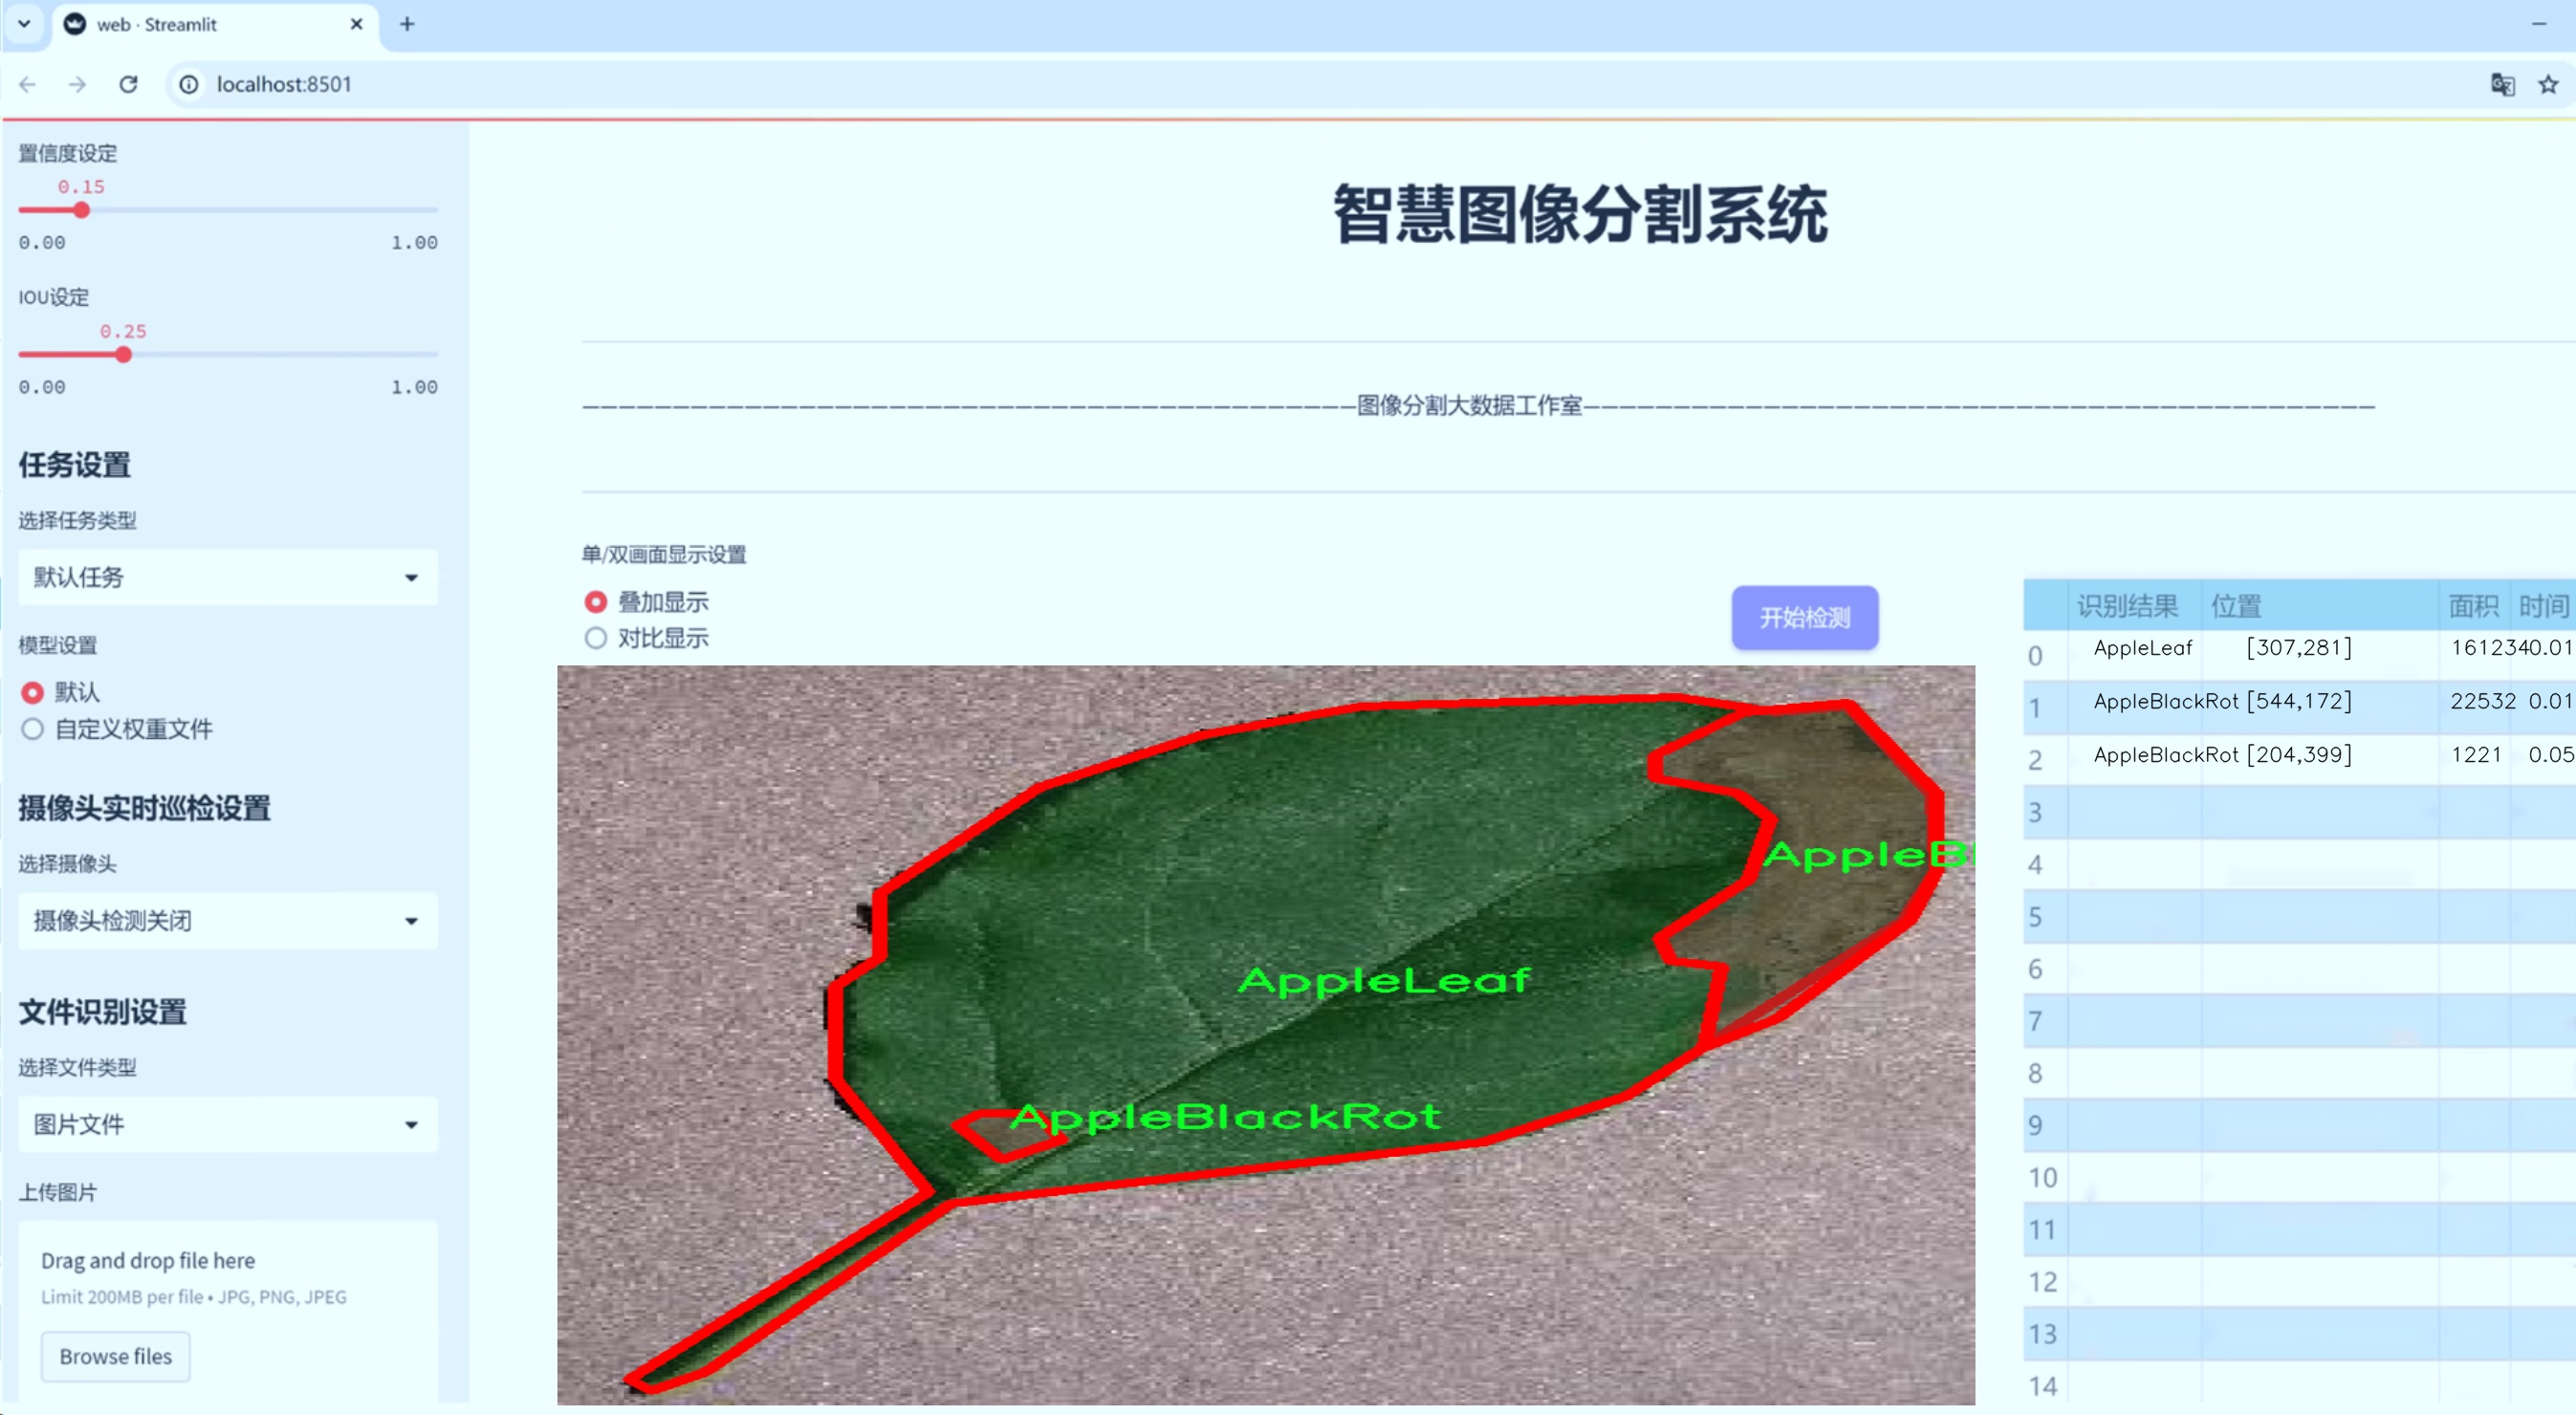 web · Streamlit
localhost:8501
置信度设定
0.15
0.00 1.00
IOU设定
0.25
0.00 1.00
任务设置
选择任务类型
默认任务
模型设置
默认
自定义权重文件
摄像头实时巡检设置
选择摄像头
摄像头检测关闭
文件识别设置
选择文件类型
图片文件
上传图片
Drag and drop file here
Limit 200MB per file • JPG, PNG, JPEG
Browse files
智慧图像分割系统
———————————————————————————————————————————图像分割大数据工作室————————————————————————————————————————————
单/双画面显示设置
叠加显示
对比显示
开始检测
AppleBl
AppleLeaf
AppleBlackRot
识别结果 位置 面积 时间
0 AppleLeaf [307,281] 161234 0.01
1 AppleBlackRot [544,172] 22532 0.01
2 AppleBlackRot [204,399] 1221 0.05
3
4
5
6
7
8
9
10
11
12
13
14